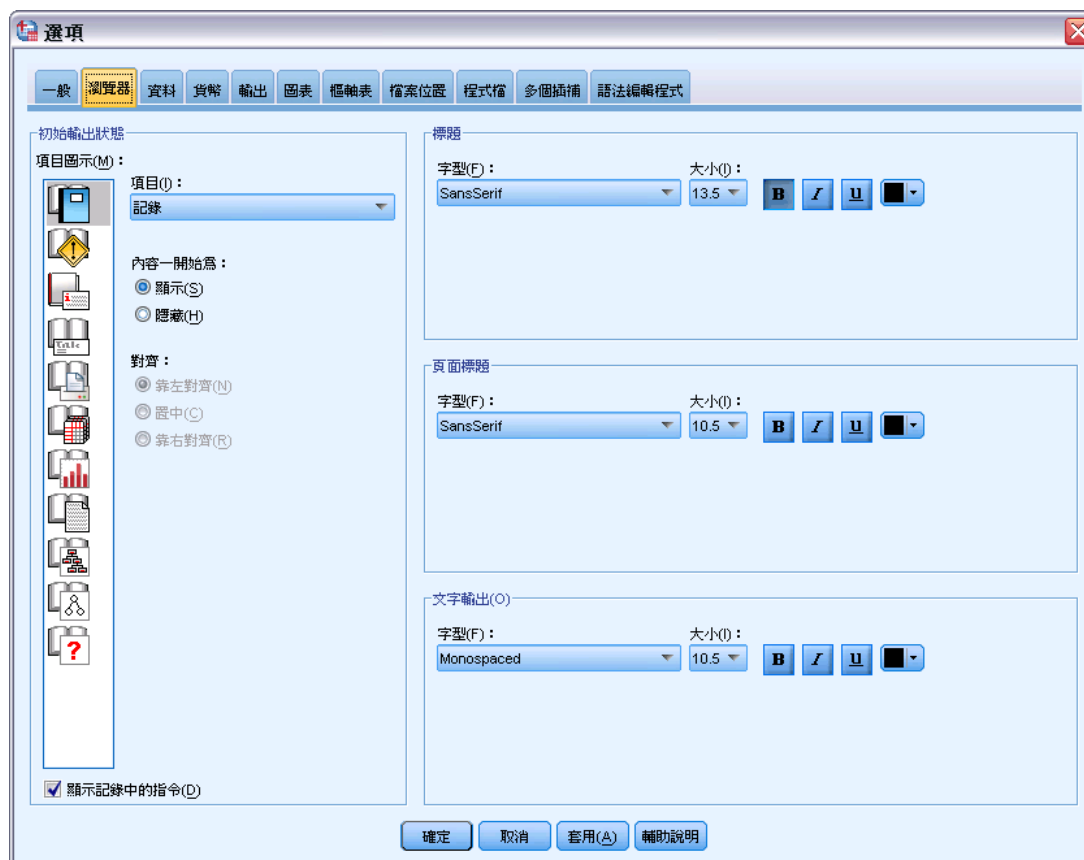 選項
一般 瀏覽器 資料 貨幣 輸出 圖表 樞軸表 檔案位置 程式檔 多個插補 語法編輯程式
初始輸出狀態
項目圖示(M)：
項目(I)：
記錄
內容一開始為：
顯示(S)
隱藏(H)
對齊：
靠左對齊(N)
置中(C)
靠右對齊(R)
Title
顯示記錄中的指令(D)
標題
字型(F)： 大小(I)：
SansSerif 13.5 B I U
頁面標題
字型(F)： 大小(I)：
SansSerif 10.5 B I U
文字輸出(O)
字型(F)： 大小(I)：
Monospaced 10.5 B I U
確定 取消 套用(A) 輔助說明